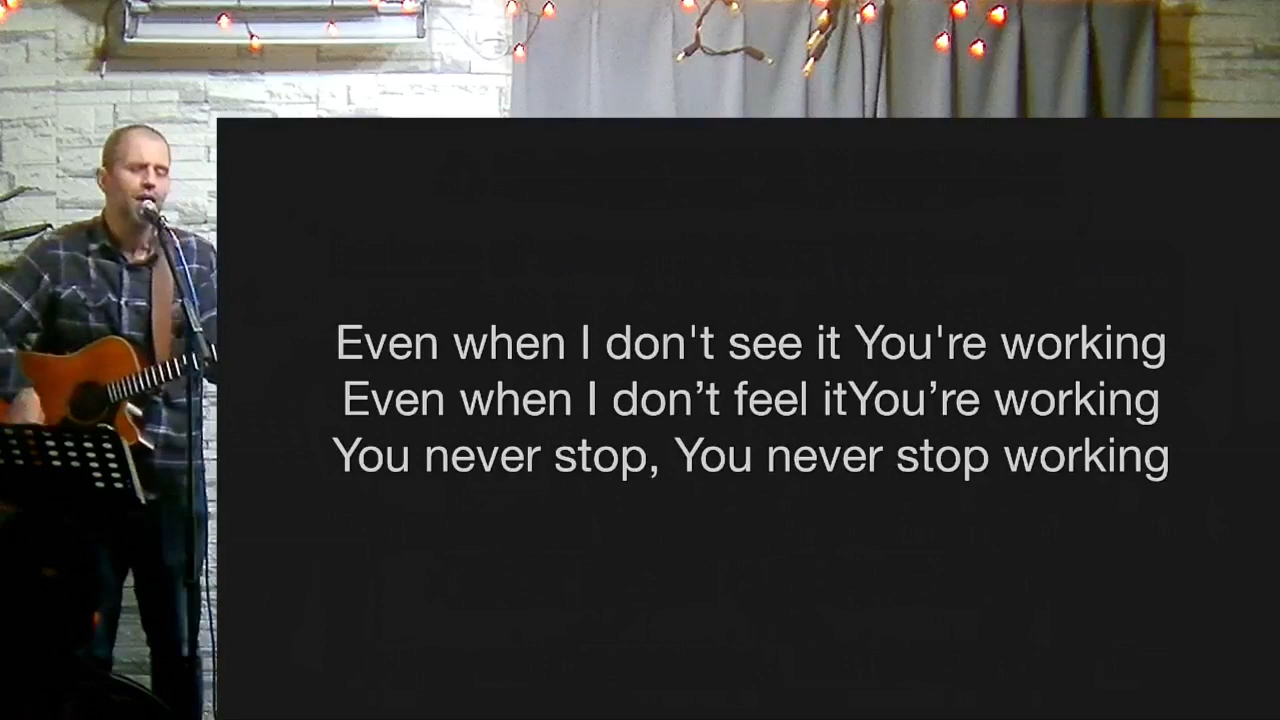 Even when I don't see it You're working
Even when I don’t feel itYou’re working
You never stop, You never stop working